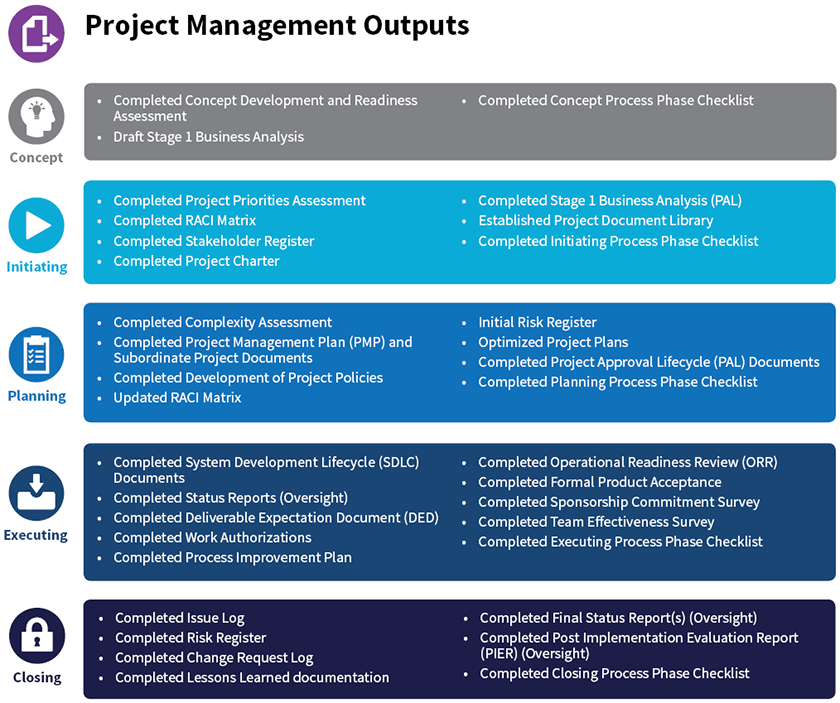 Project Management Outputs
Concept
• Completed Concept Development and Readiness
Assessment
• Draft Stage 1 Business Analysis
• Completed Concept Process Phase Checklist
Initiating
• Completed Project Priorities Assessment
• Completed RACI Matrix
• Completed Stakeholder Register
• Completed Project Charter
• Completed Stage 1 Business Analysis (PAL)
• Established Project Document Library
• Completed Initiating Process Phase Checklist
Planning
• Completed Complexity Assessment
• Completed Project Management Plan (PMP) and
Subordinate Project Documents
• Completed Development of Project Policies
• Updated RACI Matrix
• Initial Risk Register
• Optimized Project Plans
• Completed Project Approval Lifecycle (PAL) Documents
• Completed Planning Process Phase Checklist
Executing
• Completed System Development Lifecycle (SDLC)
Documents
• Completed Status Reports (Oversight)
• Completed Deliverable Expectation Document (DED)
• Completed Work Authorizations
• Completed Process Improvement Plan
• Completed Operational Readiness Review (ORR)
• Completed Formal Product Acceptance
• Completed Sponsorship Commitment Survey
• Completed Team Effectiveness Survey
• Completed Executing Process Phase Checklist
Closing
• Completed Issue Log
• Completed Risk Register
• Completed Change Request Log
• Completed Lessons Learned documentation
• Completed Final Status Report(s) (Oversight)
• Completed Post Implementation Evaluation Report
(PIER) (Oversight)
• Completed Closing Process Phase Checklist